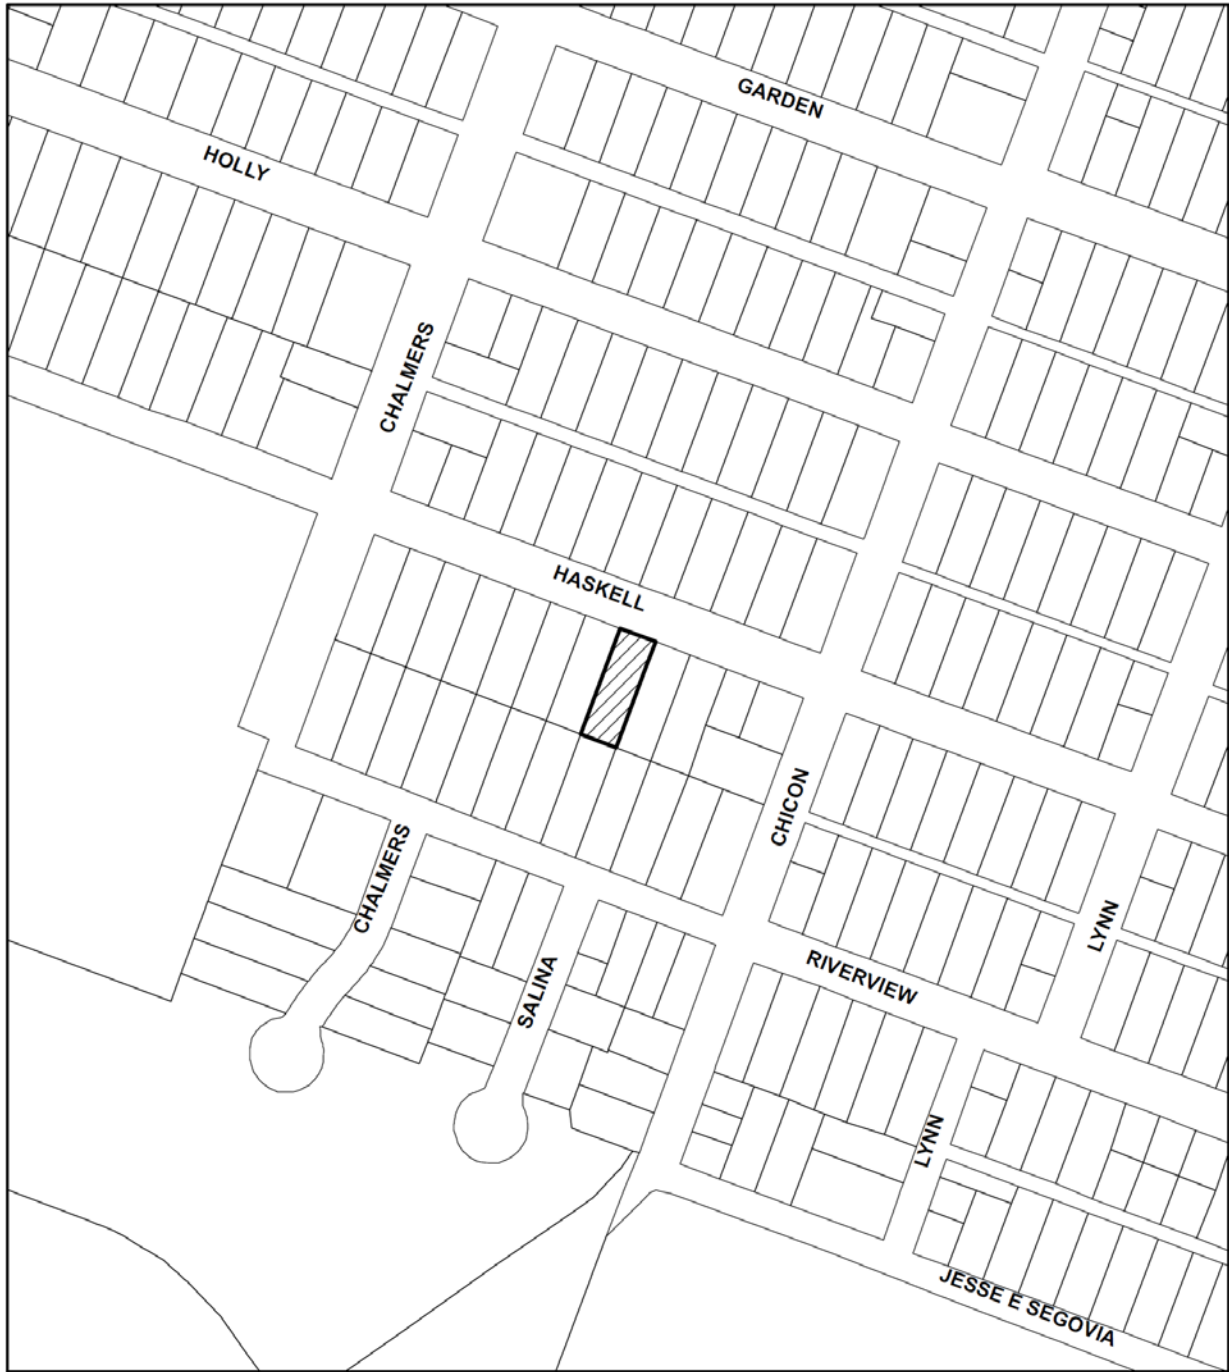 GARDEN
HOLLY
CHALMERS
HASKELL
CHICON
CHALMERS
LYNN
RIVERVIEW
SALINA
LYNN
JESSE E SEGOVIA